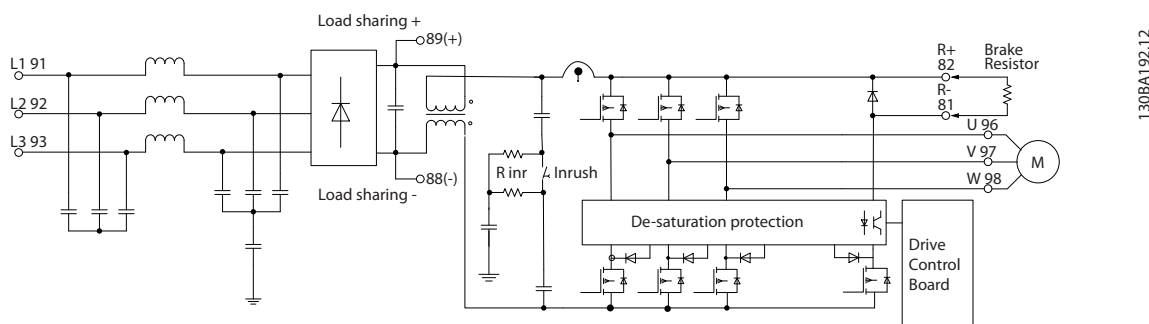 Load sharing +
89(+)
L1 91
L2 92
L3 93
R inr
Inrush
88(-)
Load sharing -
R+
82
Brake
Resistor
R-
81
U 96
V 97
W 98
M
De-saturation protection
Drive
Control
Board
130BA192.12